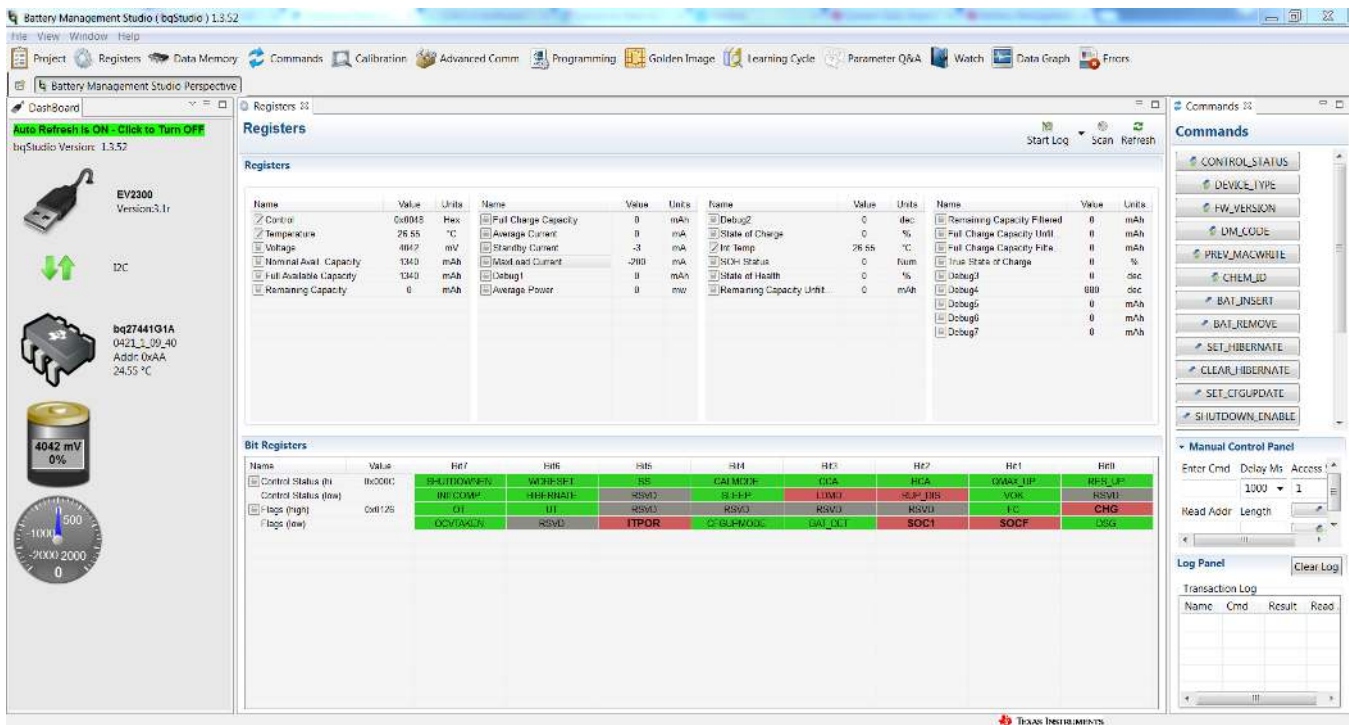 Battery Management Studio ( bqStudio ) 1.3.52
File View Window Help
Project Registers Data Memory Commands Calibration Advanced Comm Programming Golden Image Learning Cycle Parameter Q&A Watch Data Graph Errors
Battery Management Studio Perspective
DashBoard
Auto Refresh is ON - Click to Turn OFF
bqStudio Version: 1.3.52
EV2300
Version:3.1r
I2C
bq27441G1A
0421_1_09_40
Addr: 0xAA
24.55 °C
4042 mV
0%
500
-1000
-2000 2000
0
Registers
Registers
Start Log Scan Refresh
Registers
Name Value Units Name Value Units Name Value Units Name Value Units
Control 0x0048 Hex Full Charge Capacity 0 mAh Debug2 0 dec Remaining Capacity Filtered 0 mAh
Temperature 26.55 °C Average Current 0 mA State of Charge 0 % Full Charge Capacity Unfil... 0 mAh
Voltage 4042 mV Standby Current -3 mA Int Temp 26.55 °C Full Charge Capacity Filte... 0 mAh
Nominal Avail. Capacity 1340 mAh MaxLoad Current -200 mA SOH Status 0 Num True State of Charge 0 %
Full Available Capacity 1340 mAh Debug1 0 mAh State of Health 0 % Debug3 0 dec
Remaining Capacity 0 mAh Average Power 0 mw Remaining Capacity Unfilt... 0 mAh Debug4 dec
Debug5 0 mAh
Debug6 0 mAh
Debug7 0 mAh
Bit Registers
Name Value Bit7 Bit6 Bit5 Bit4 Bit3 Bit2 Bit1 Bit0
Control Status (hi 0x000C SHUTDOWNEN WDRESET SS CALMODE CCA BCA QMAX_UP RES_UP
Control Status (low) INITCOMP HIBERNATE RSVD SLEEP LDMD RUP_DIS VOK RSVD
Flags (high) 0x0126 OT UT RSVD RSVD RSVD RSVD FC CHG
Flags (low) OCVTAKEN RSVD ITPOR CFGUPMODE BAT_DET SOC1 SOCF DSG
Commands
Commands
CONTROL_STATUS
DEVICE_TYPE
FW_VERSION
DM_CODE
PREV_MACWRITE
CHEM_ID
BAT_INSERT
BAT_REMOVE
SET_HIBERNATE
CLEAR_HIBERNATE
SET_CFGUPDATE
SHUTDOWN_ENABLE
Manual Control Panel
Enter Cmd Delay Ms Access
1000 1
Read Addr Length
Log Panel
Clear Log
Transaction Log
Name Cmd Result Read
TEXAS INSTRUMENTS